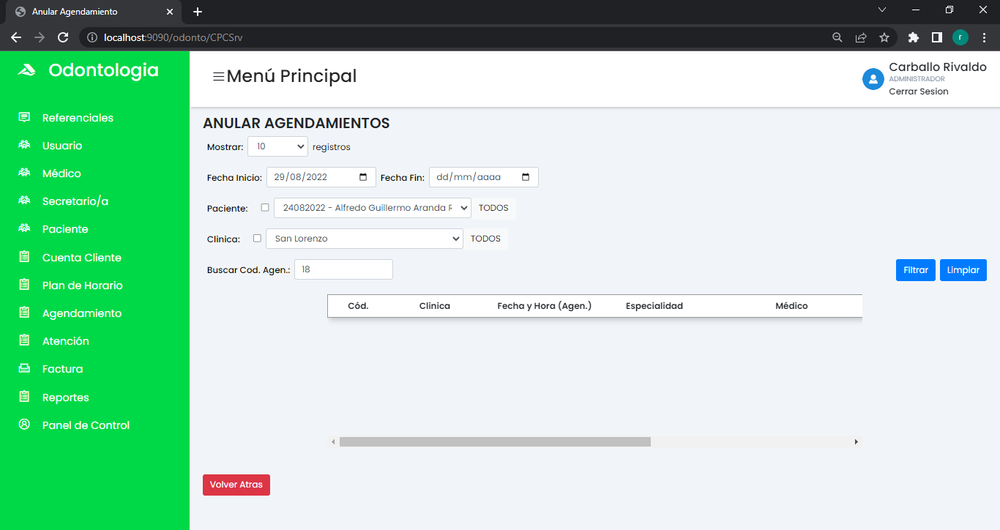 Anular Agendamiento
localhost:9090/odonto/CPCSrv
r
Odontologia
Menú Principal
Carballo Rivaldo
ADMINISTRADOR
Cerrar Sesion
Referenciales
Usuario
Médico
Secretario/a
Paciente
Cuenta Cliente
Plan de Horario
Agendamiento
Atención
Factura
Reportes
Panel de Control
ANULAR AGENDAMIENTOS
Mostrar: 10 registros
Fecha Inicio: 29/08/2022 Fecha Fin: dd/mm/aaaa
Paciente: 24082022 - Alfredo Guillermo Aranda R TODOS
Clinica: San Lorenzo TODOS
Buscar Cod. Agen.: 18 Filtrar Limpiar
Cód. Clinica Fecha y Hora (Agen.) Especialidad Médico
Volver Atras